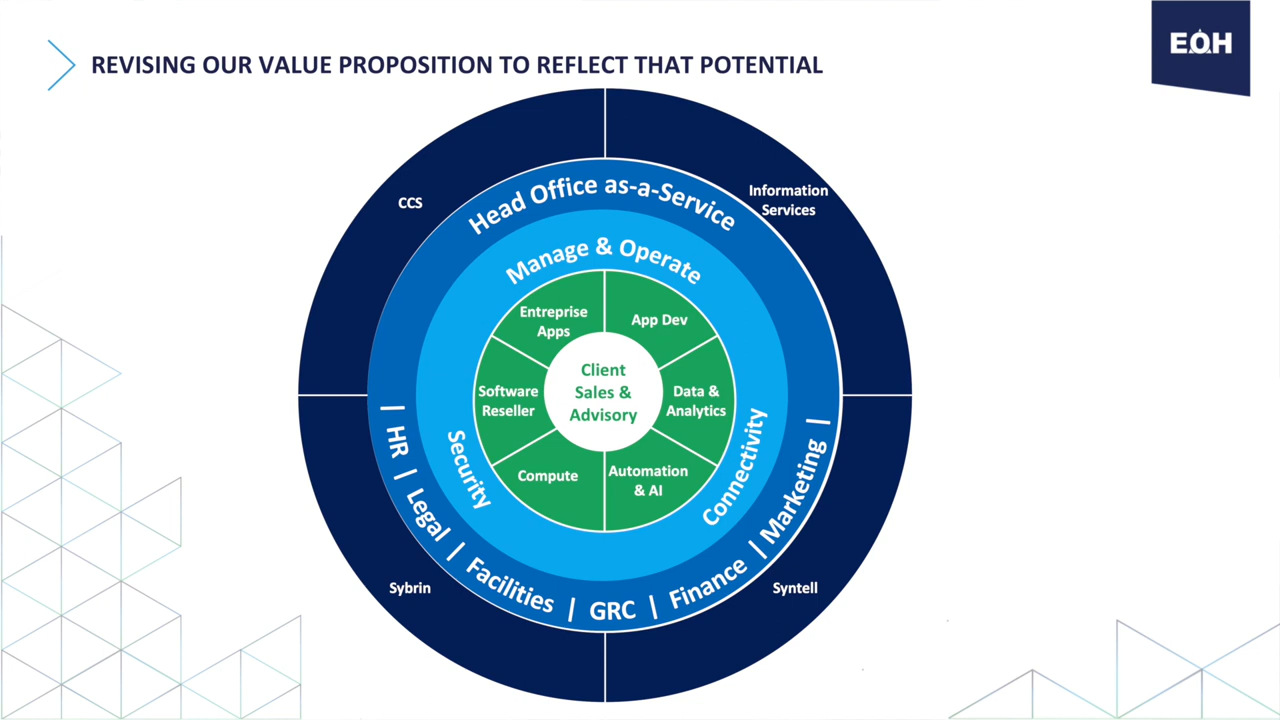 REVISING OUR VALUE PROPOSITION TO REFLECT THAT POTENTIAL
EOH
CCS
Information
Services
Head Office as-a-Service
Manage & Operate
Entreprise
Apps
App Dev
Software
Reseller
Client
Sales &
Advisory
Data &
Analytics
Compute
Automation
& AI
Security
Connectivity
| HR | Legal | Facilities | GRC | Finance | Marketing |
Sybrin
Syntell